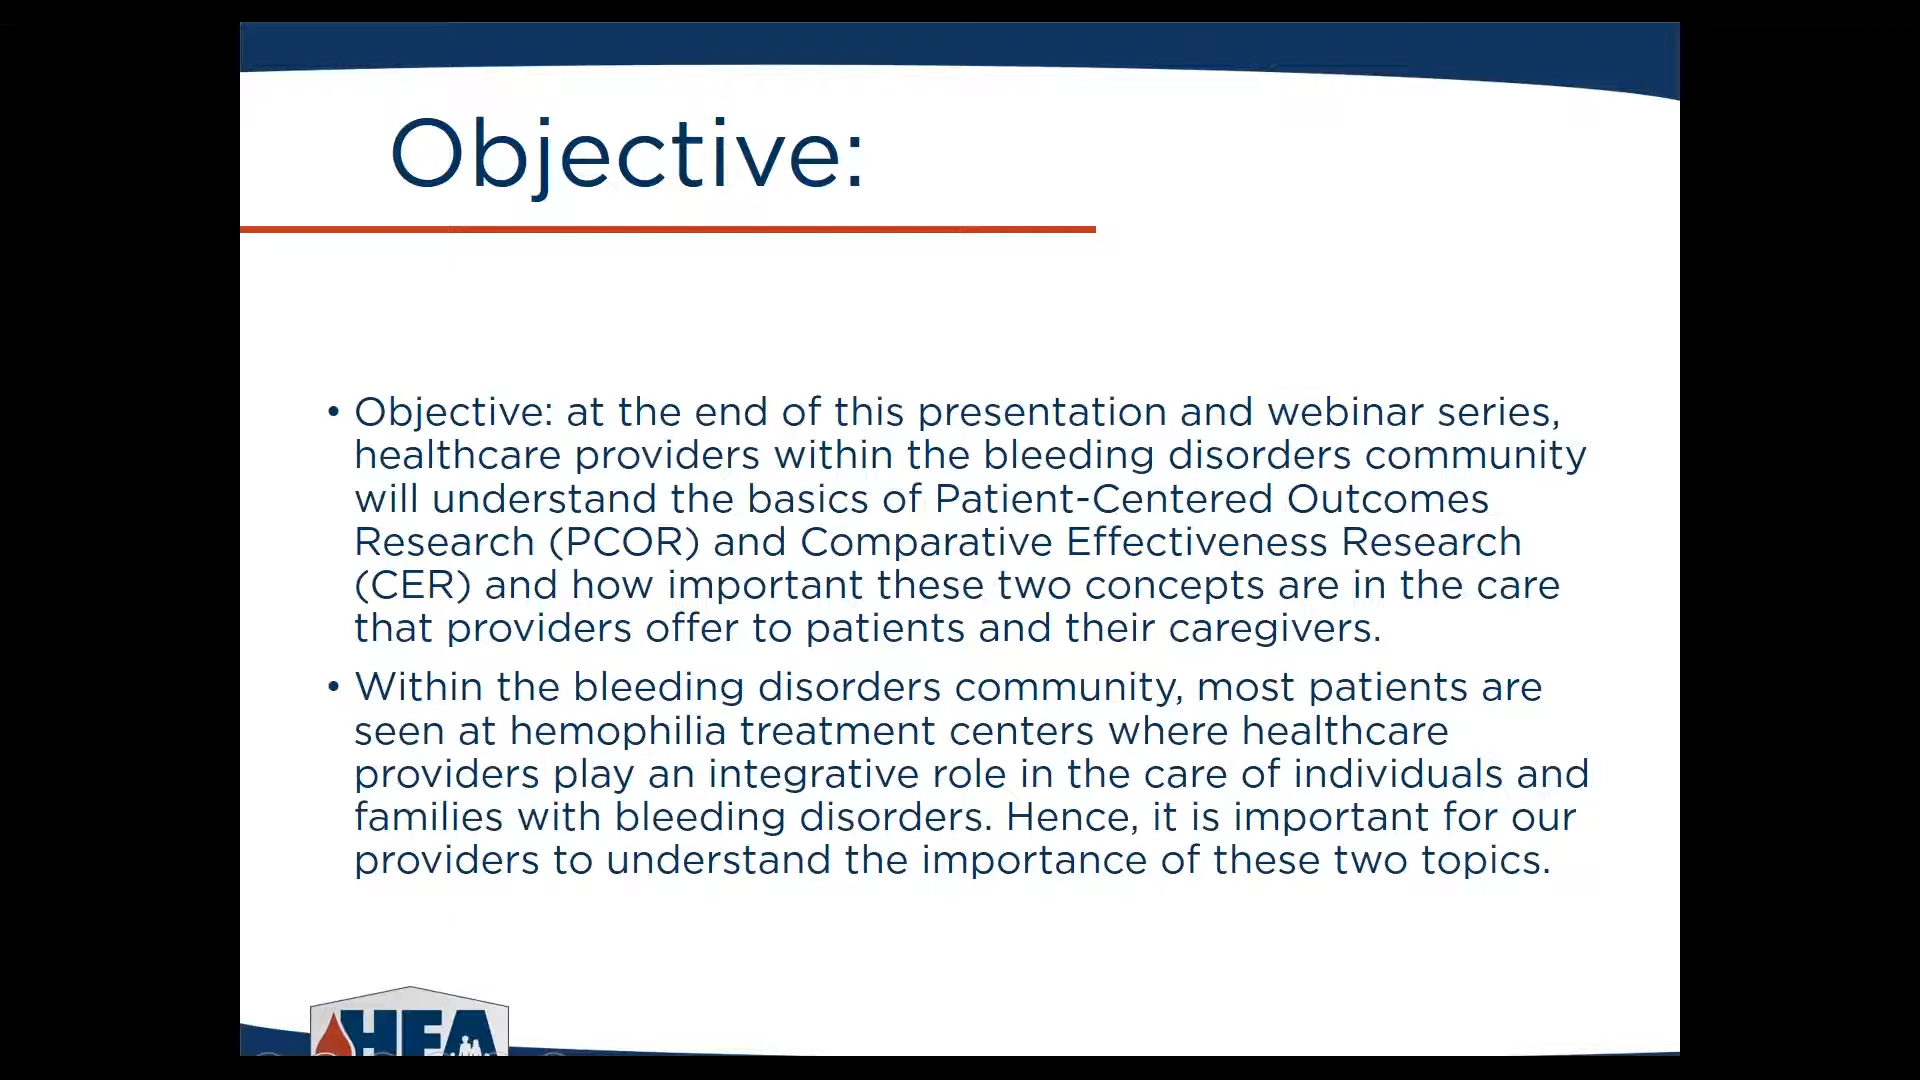 Objective:
• Objective: at the end of this presentation and webinar series,
healthcare providers within the bleeding disorders community
will understand the basics of Patient-Centered Outcomes
Research (PCOR) and Comparative Effectiveness Research
(CER) and how important these two concepts are in the care
that providers offer to patients and their caregivers.
• Within the bleeding disorders community, most patients are
seen at hemophilia treatment centers where healthcare
providers play an integrative role in the care of individuals and
families with bleeding disorders. Hence, it is important for our
providers to understand the importance of these two topics.
HFA